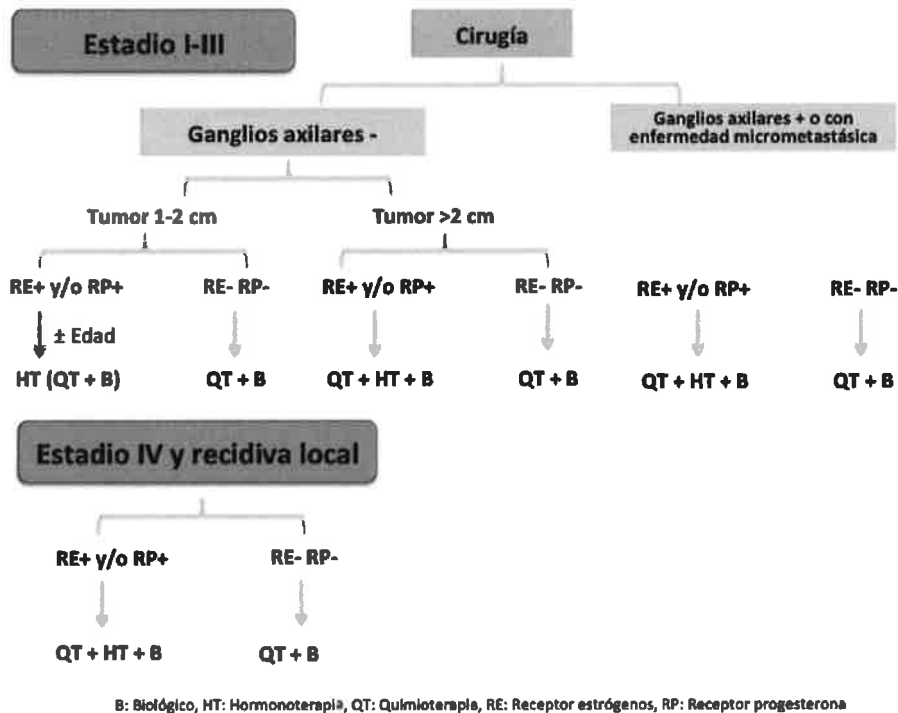 Estadio I-III
Cirugía
Ganglios axilares -
Ganglios axilares + o con
enfermedad micrometastásica
Tumor 1-2 cm
Tumor >2 cm
RE+ y/o RP+
RE- RP-
RE+ y/o RP+
RE- RP-
RE+ y/o RP+
RE- RP-
± Edad
HT (QT + B)
QT + B
QT + HT + B
QT + B
QT + HT + B
QT + B
Estadio IV y recidiva local
RE+ y/o RP+
RE- RP-
QT + HT + B
QT + B
B: Biológico, HT: Hormonoterapia, QT: Quimioterapia, RE: Receptor estrógenos, RP: Receptor progesterona